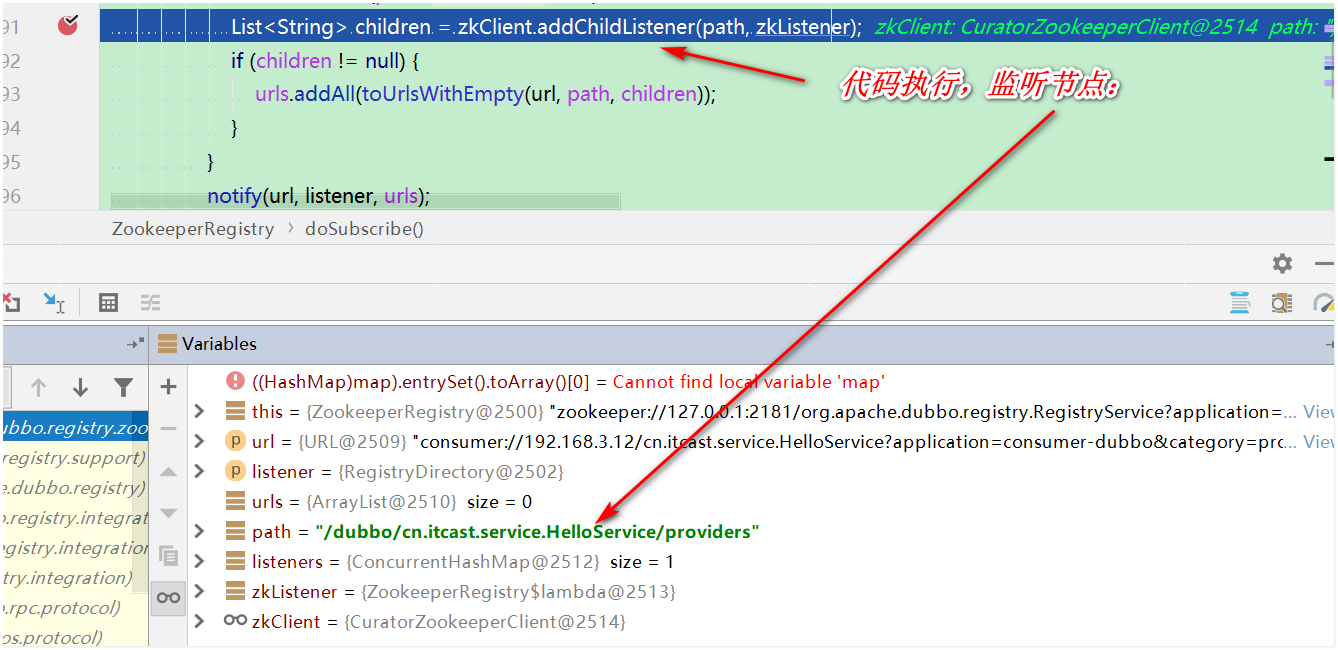 91 List<String> children = zkClient.addChildListener(path, zkListener); zkClient: CuratorZookeeperClient@2514 path: "
92 if (children != null) {
93 urls.addAll(toUrlsWithEmpty(url, path, children));
94 }
95 }
96 notify(url, listener, urls);
代码执行，监听节点：
ZookeeperRegistry › doSubscribe()
Variables
((HashMap)map).entrySet().toArray()[0] = Cannot find local variable 'map'
this = {ZookeeperRegistry@2500} "zookeeper://127.0.0.1:2181/org.apache.dubbo.registry.RegistryService?application=... View
url = {URL@2509} "consumer://192.168.3.12/cn.itcast.service.HelloService?application=consumer-dubbo&category=prc... View
listener = {RegistryDirectory@2502}
urls = {ArrayList@2510} size = 0
path = "/dubbo/cn.itcast.service.HelloService/providers"
listeners = {ConcurrentHashMap@2512} size = 1
zkListener = {ZookeeperRegistry$lambda@2513}
zkClient = {CuratorZookeeperClient@2514}
ubbo.registry.zoo
registry.support)
e.dubbo.registry)
o.registry.integrat
egistry.integration
try.integration)
o.rpc.protocol)
os.protocol)